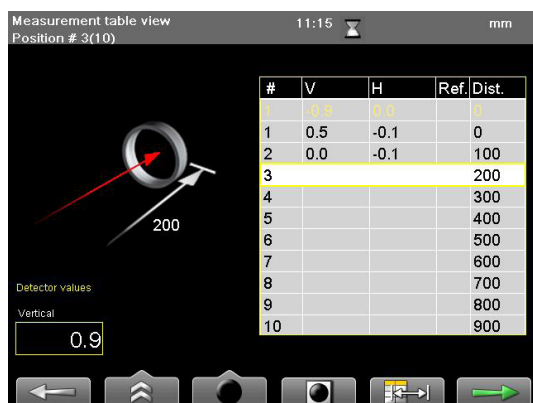 Measurement table view 11:15 mm
Position # 3(10)
# V H Ref. Dist.
1 -0.9 0.0 0
1 0.5 -0.1 0
2 0.0 -0.1 100
3 200
4 300
5 400
6 500
7 600
8 700
9 800
10 900
200
Detector values
Vertical
0.9